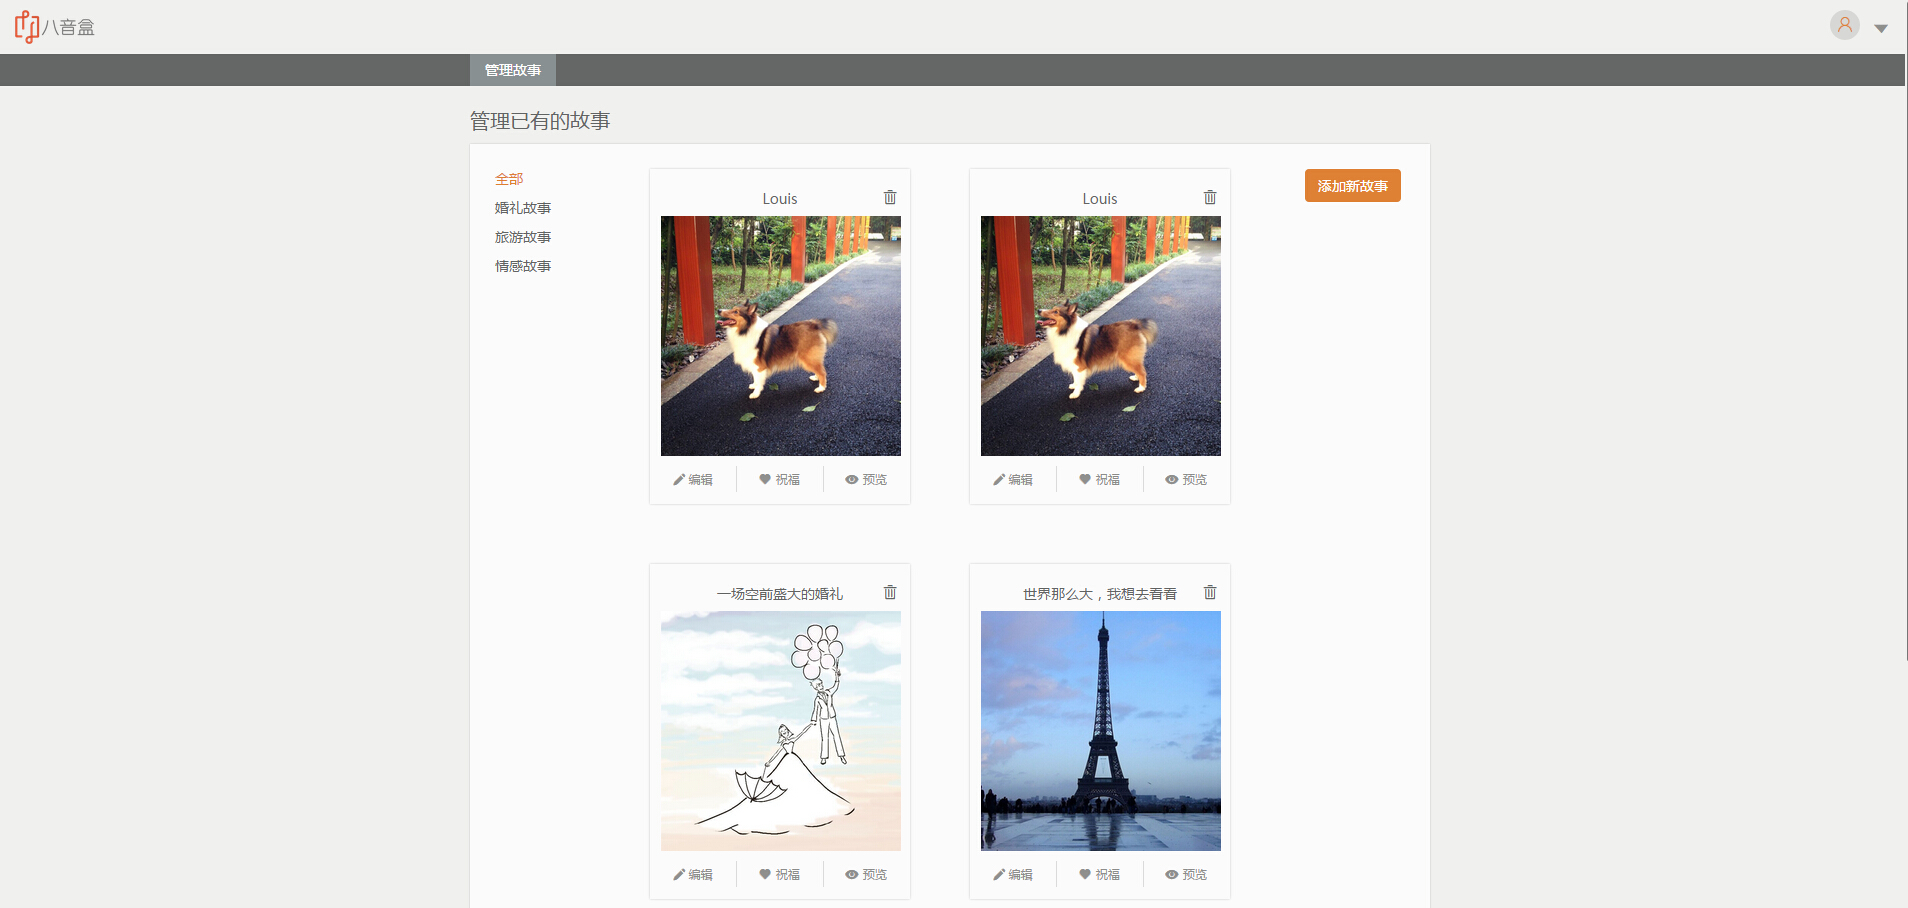 八音盒
管理故事
管理已有的故事
全部
婚礼故事
旅游故事
情感故事
Louis
编辑 祝福 预览
Louis
编辑 祝福 预览
添加新故事
一场空前盛大的婚礼
编辑 祝福 预览
世界那么大，我想去看看
编辑 祝福 预览